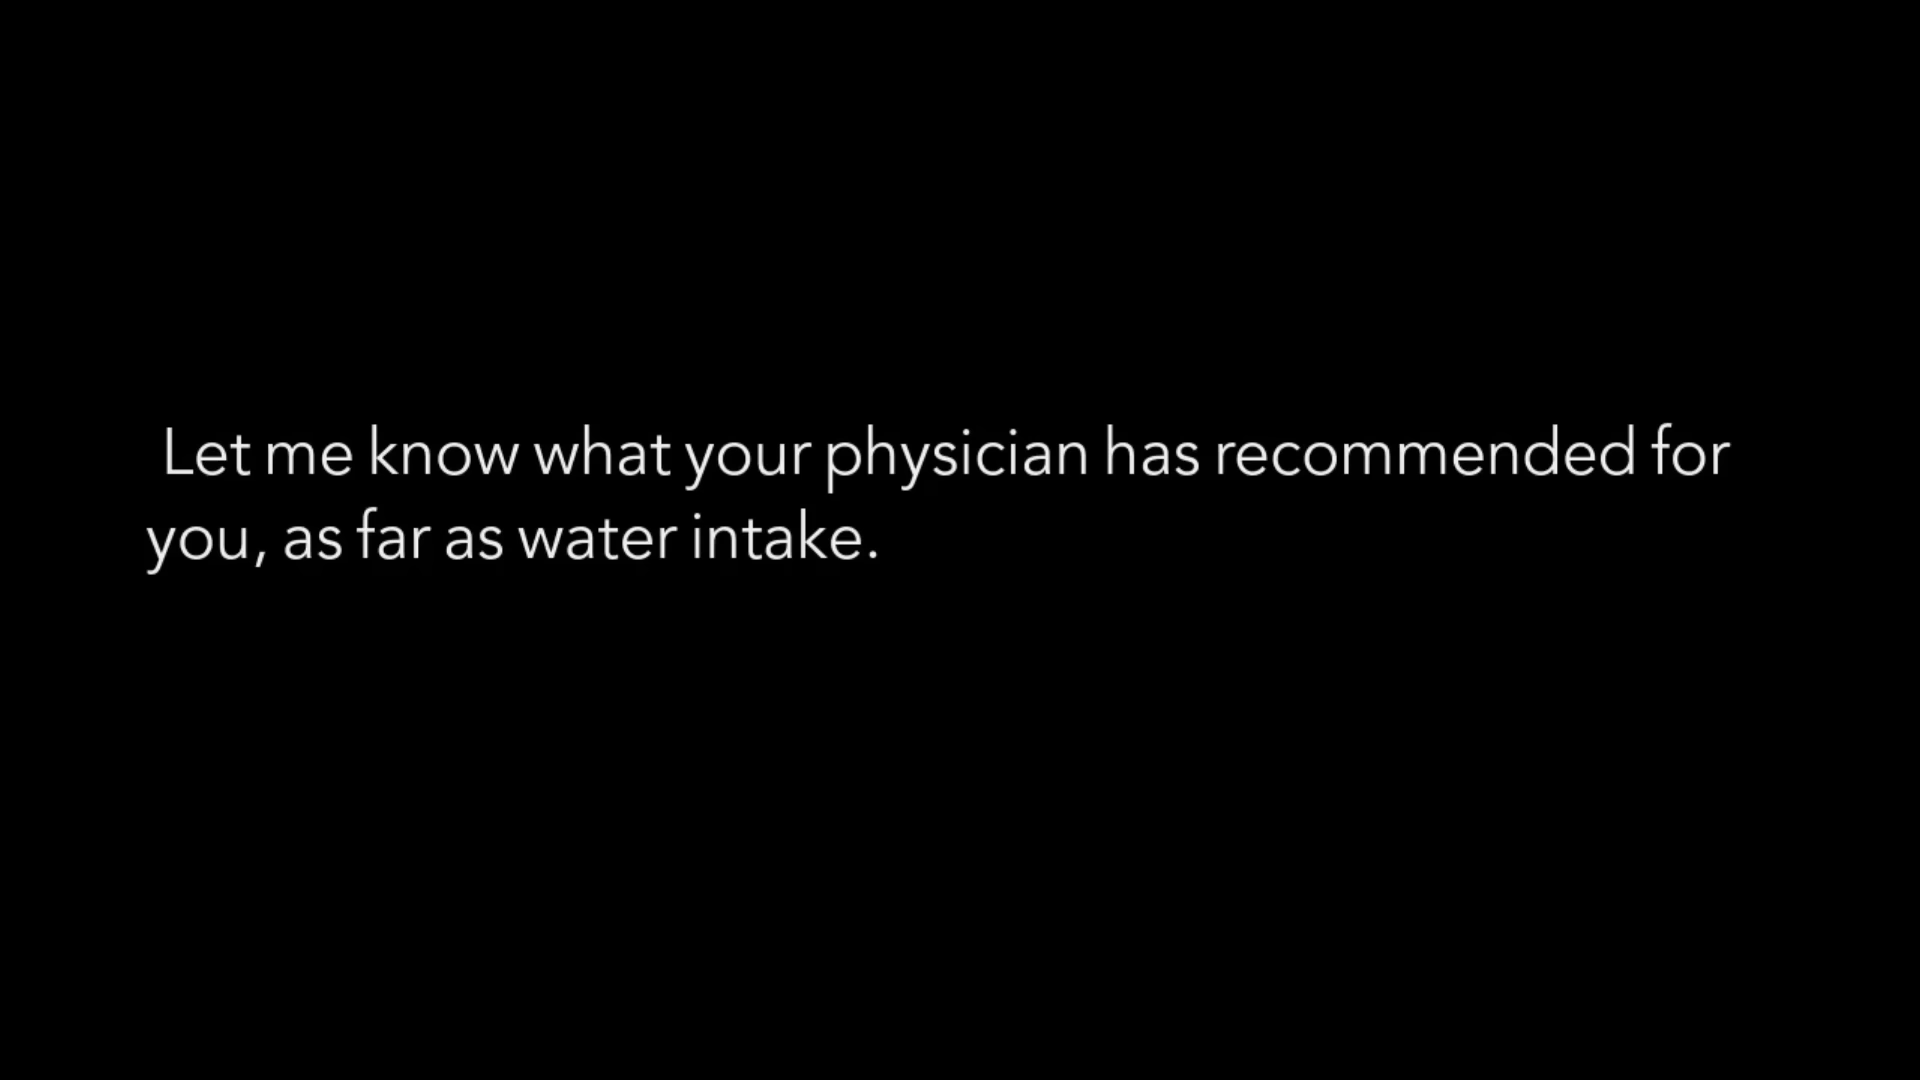 Let me know what your physician has recommended for
you, as far as water intake.